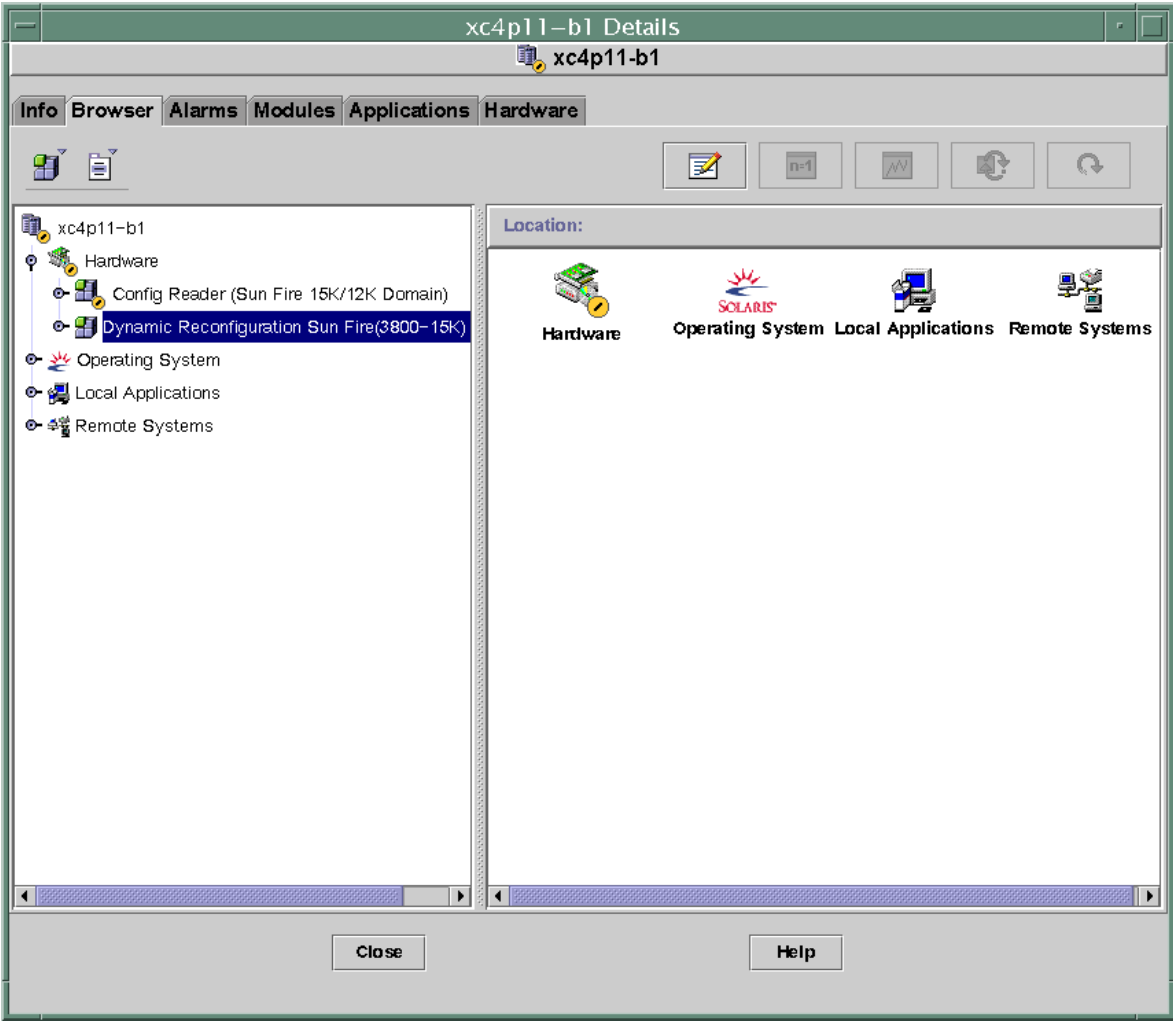 xc4p11-b1 Details
xc4p11-b1
Info Browser Alarms Modules Applications Hardware
n=1
xc4p11-b1
Hardware
Config Reader (Sun Fire 15K/12K Domain)
Dynamic Reconfiguration Sun Fire(3800-15K)
Operating System
Local Applications
Remote Systems
Location:
SOLARIS
Hardware Operating System Local Applications Remote Systems
Close Help